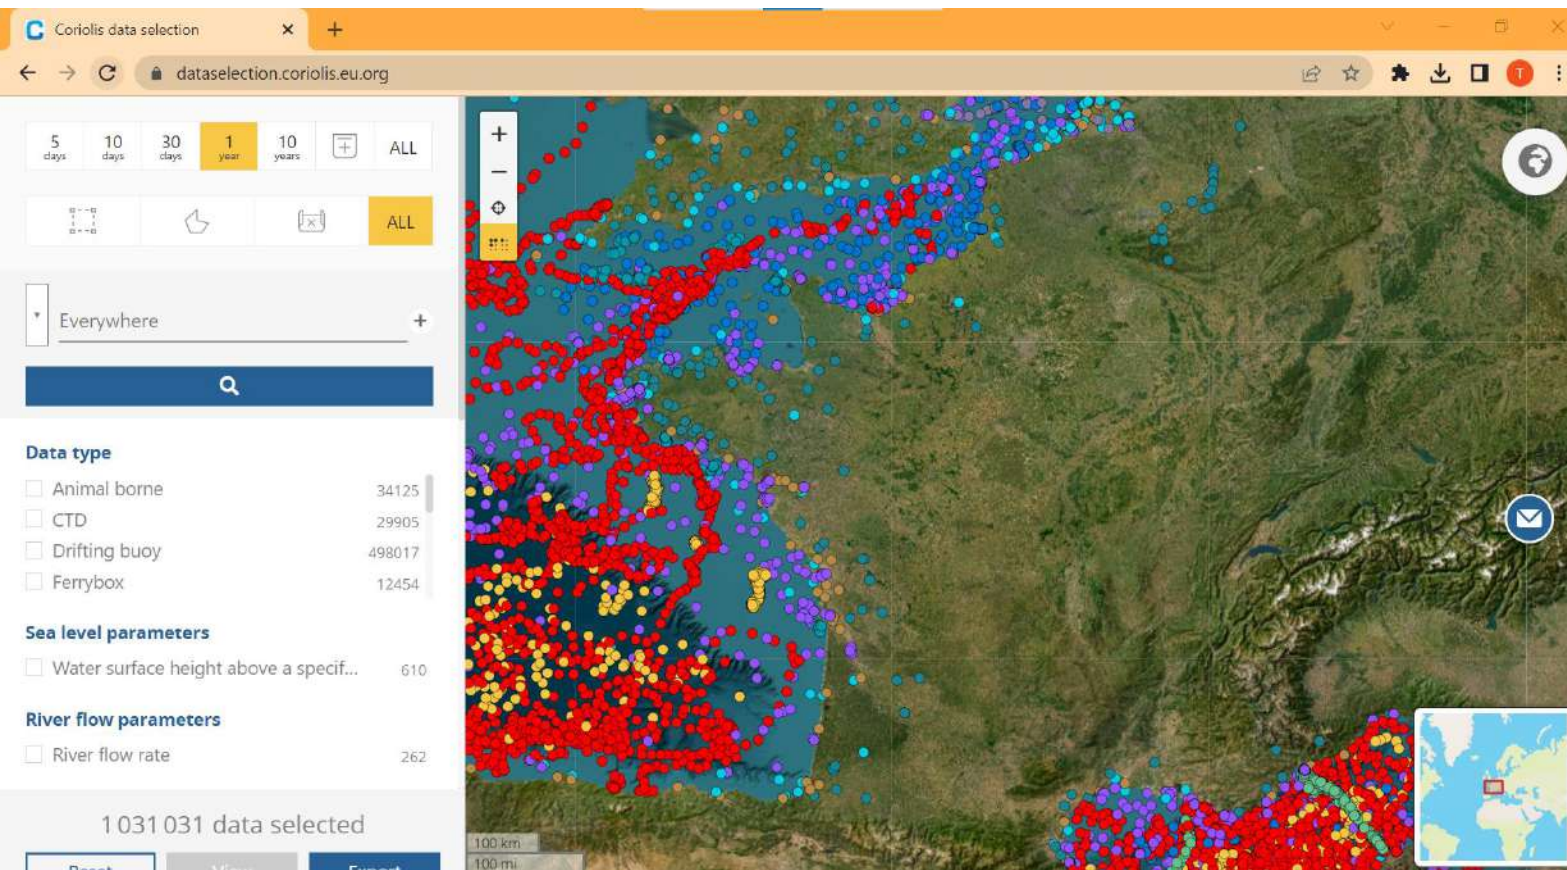 Coriolis data selection
dataselection.coriolis.eu.org
T
5 days 10 days 30 days 1 year 10 years ALL
ALL
Everywhere
Data type
Animal borne 34125
CTD 29905
Drifting buoy 498017
Ferrybox 12454
Sea level parameters
Water surface height above a specif... 610
River flow parameters
River flow rate 262
1 031 031 data selected
Reset View Export
100 km
100 mi